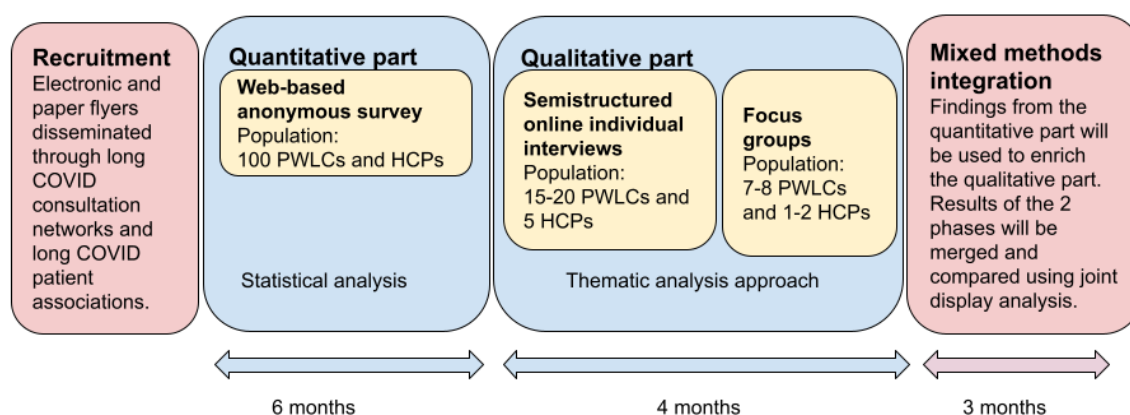 Recruitment
Electronic and
paper flyers
disseminated
through long
COVID
consultation
networks and
long COVID
patient
associations.
Quantitative part
Web-based
anonymous survey
Population:
100 PWLCs and HCPs
Statistical analysis
Qualitative part
Semistructured
online individual
interviews
Population:
15-20 PWLCs and
5 HCPs
Focus
groups
Population:
7-8 PWLCs
and 1-2 HCPs
Thematic analysis approach
Mixed methods
integration
Findings from the
quantitative part will
be used to enrich
the qualitative part.
Results of the 2
phases will be
merged and
compared using joint
display analysis.
6 months
4 months
3 months